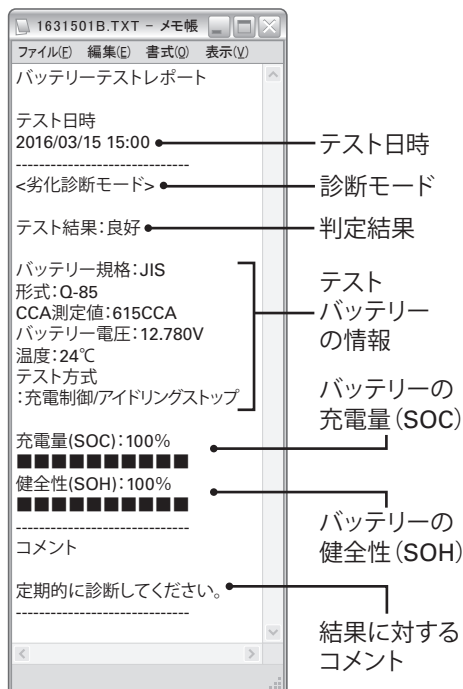 1631501B.TXT - メモ帳
ファイル(F) 編集(E) 書式(O) 表示(V)
バッテリーテストレポート
テスト日時
2016/03/15 15:00
------------------------------
<劣化診断モード>
テスト結果:良好
バッテリー規格:JIS
形式:Q-85
CCA測定値:615CCA
バッテリー電圧:12.780V
温度:24℃
テスト方式
:充電制御/アイドリングストップ
充電量(SOC):100%
■■■■■■■■■■
健全性(SOH):100%
■■■■■■■■■■
------------------------------
コメント
定期的に診断してください。
------------------------------
テスト日時
診断モード
判定結果
テスト
バッテリー
の情報
バッテリーの
充電量(SOC)
バッテリーの
健全性(SOH)
結果に対する
コメント